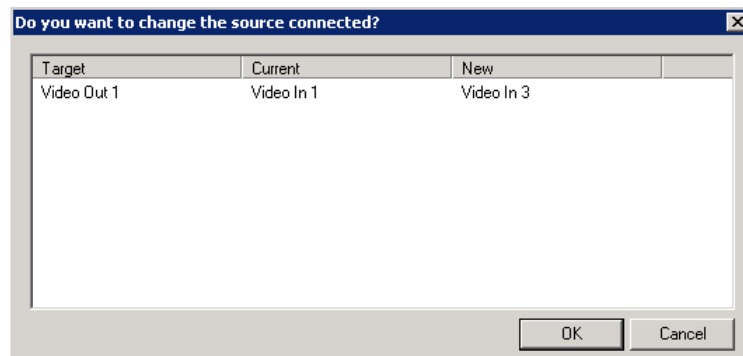 Do you want to change the source connected?
Target Current New
Video Out 1 Video In 1 Video In 3
OK Cancel